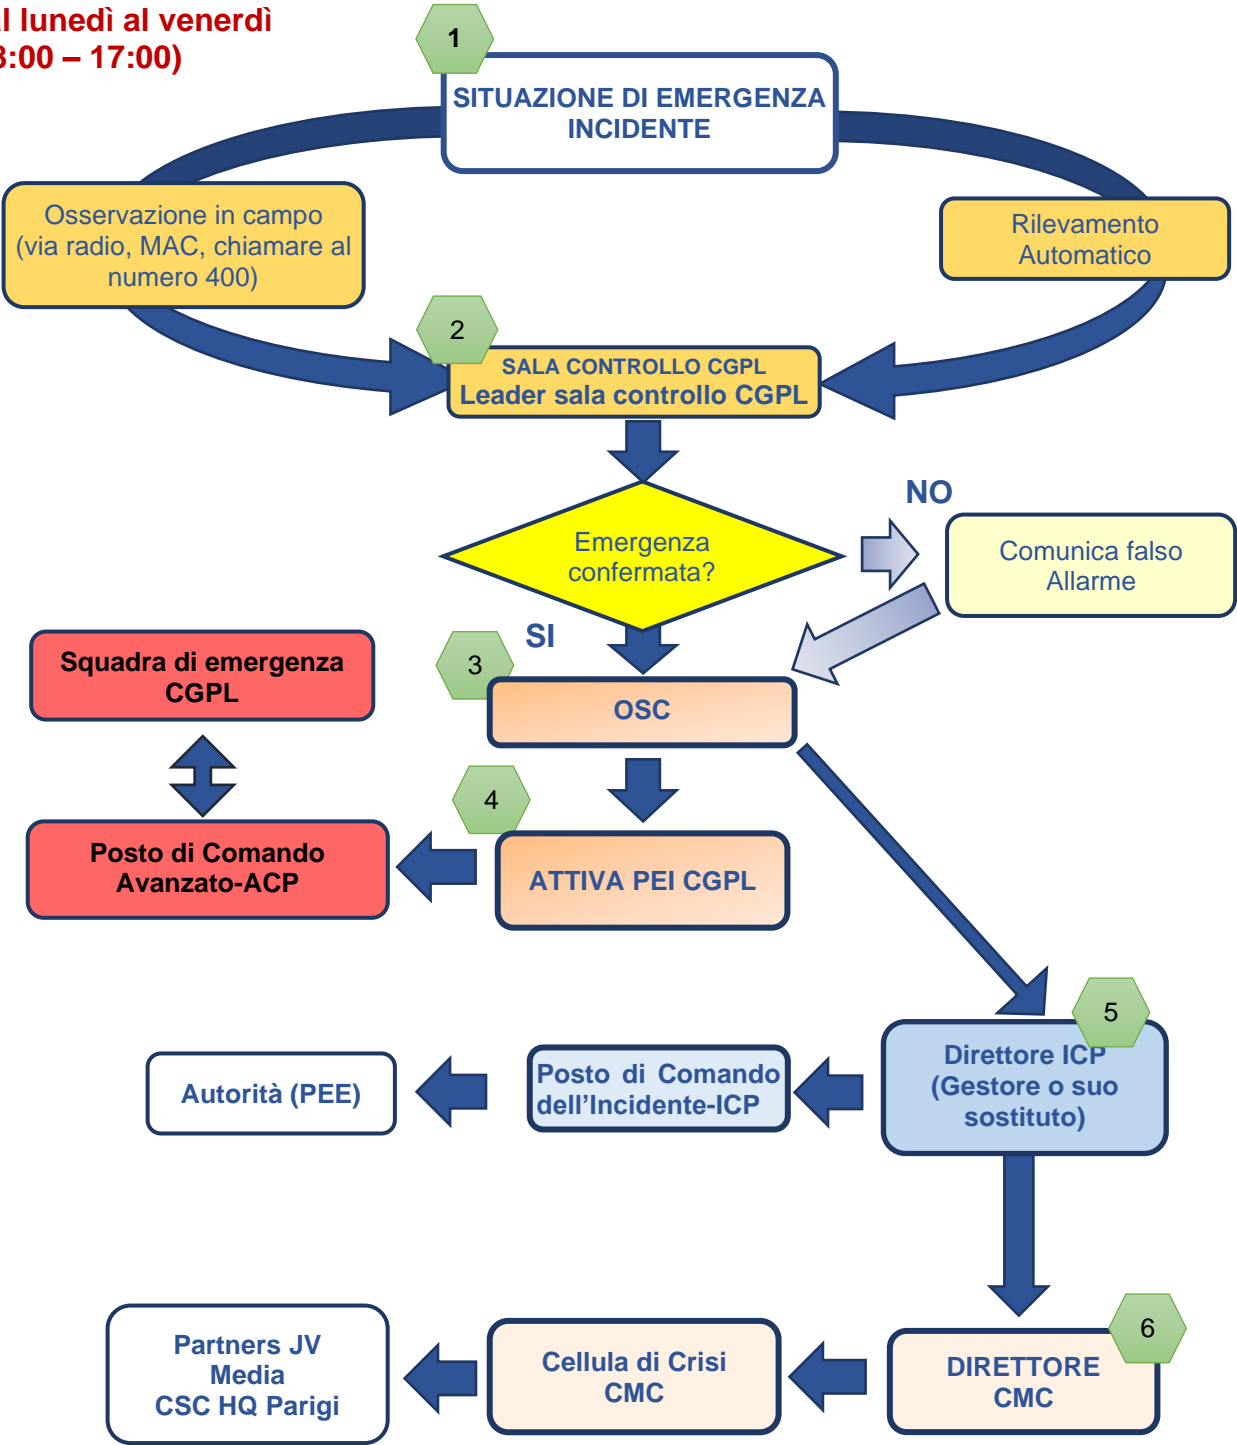 al lunedì al venerdì
8:00 – 17:00)
1
SITUAZIONE DI EMERGENZA
INCIDENTE
Osservazione in campo
(via radio, MAC, chiamare al
numero 400)
Rilevamento
Automatico
2
SALA CONTROLLO CGPL
Leader sala controllo CGPL
NO
Emergenza
confermata?
Comunica falso
Allarme
SI
Squadra di emergenza
CGPL
3
OSC
4
Posto di Comando
Avanzato-ACP
ATTIVA PEI CGPL
5
Direttore ICP
(Gestore o suo
sostituto)
Posto di Comando
dell'Incidente-ICP
Autorità (PEE)
6
DIRETTORE
CMC
Cellula di Crisi
CMC
Partners JV
Media
CSC HQ Parigi